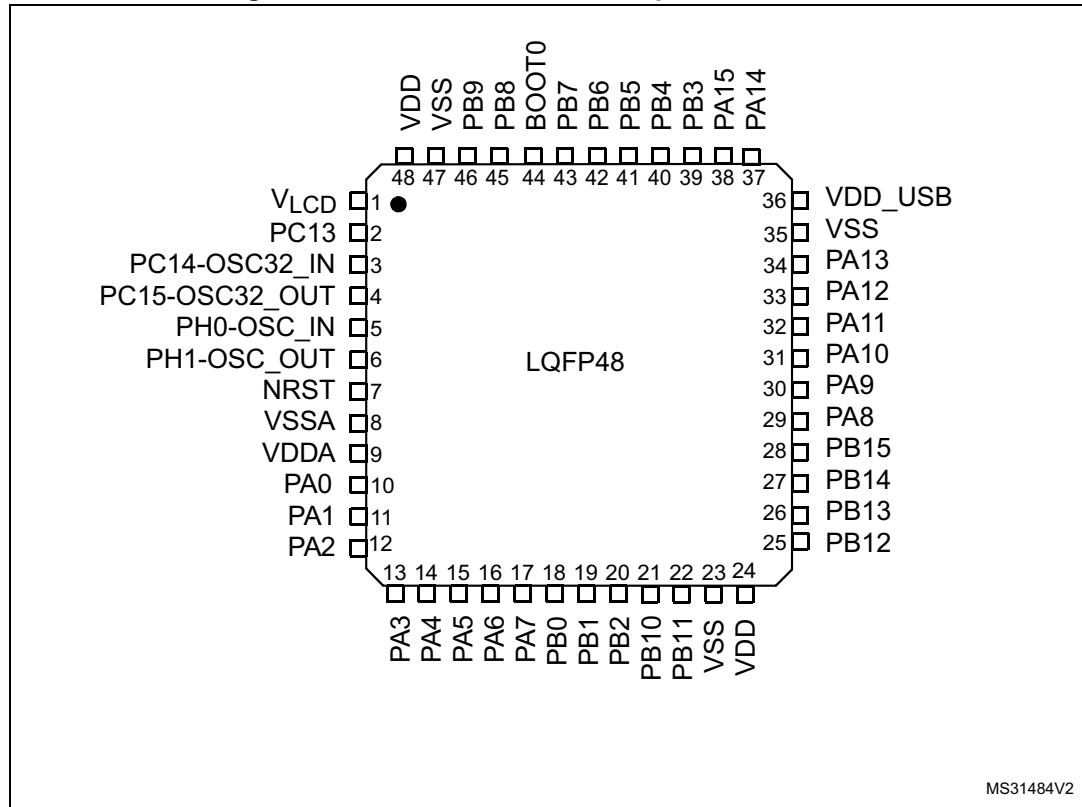 VDD
VSS
PB9
PB8
BOOT0
PB7
PB6
PB5
PB4
PB3
PA15
PA14
48 47 46 45 44 43 42 41 40 39 38 37
VLCD 1 36 VDD_USB
PC13 2 35 VSS
PC14-OSC32_IN 3 34 PA13
PC15-OSC32_OUT 4 33 PA12
PH0-OSC_IN 5 32 PA11
PH1-OSC_OUT 6 LQFP48 31 PA10
NRST 7 30 PA9
VSSA 8 29 PA8
VDDA 9 28 PB15
PA0 10 27 PB14
PA1 11 26 PB13
PA2 12 25 PB12
13 14 15 16 17 18 19 20 21 22 23 24
PA3
PA4
PA5
PA6
PA7
PB0
PB1
PB2
PB10
PB11
VSS
VDD
MS31484V2